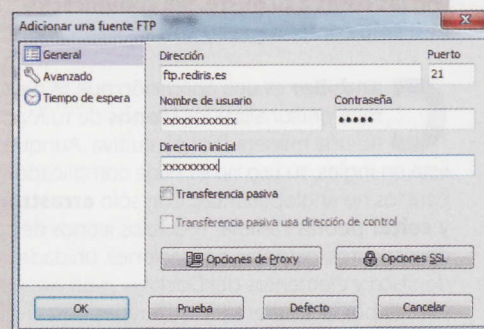 Adicionar una fuente FTP
General
Avanzado
Tiempo de espera
Dirección
Puerto
ftp.rediris.es
21
Nombre de usuario
Contraseña
xxxxxxxxxxxx
•••••
Directorio inicial
xxxxxxxxx
Transferencia pasiva
Transferencia pasiva usa dirección de control
Opciones de Proxy
Opciones SSL
OK
Prueba
Defecto
Cancelar